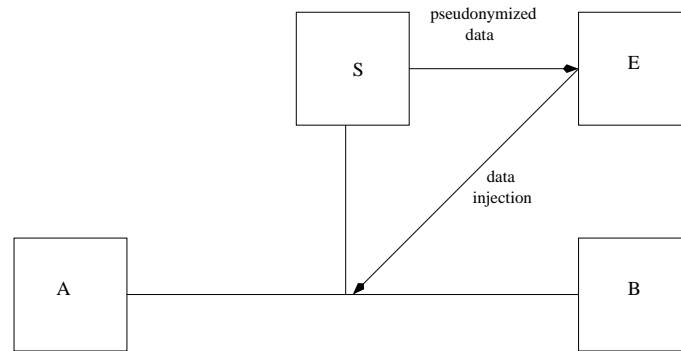 pseudonymized
data
S
E
data
injection
A
B